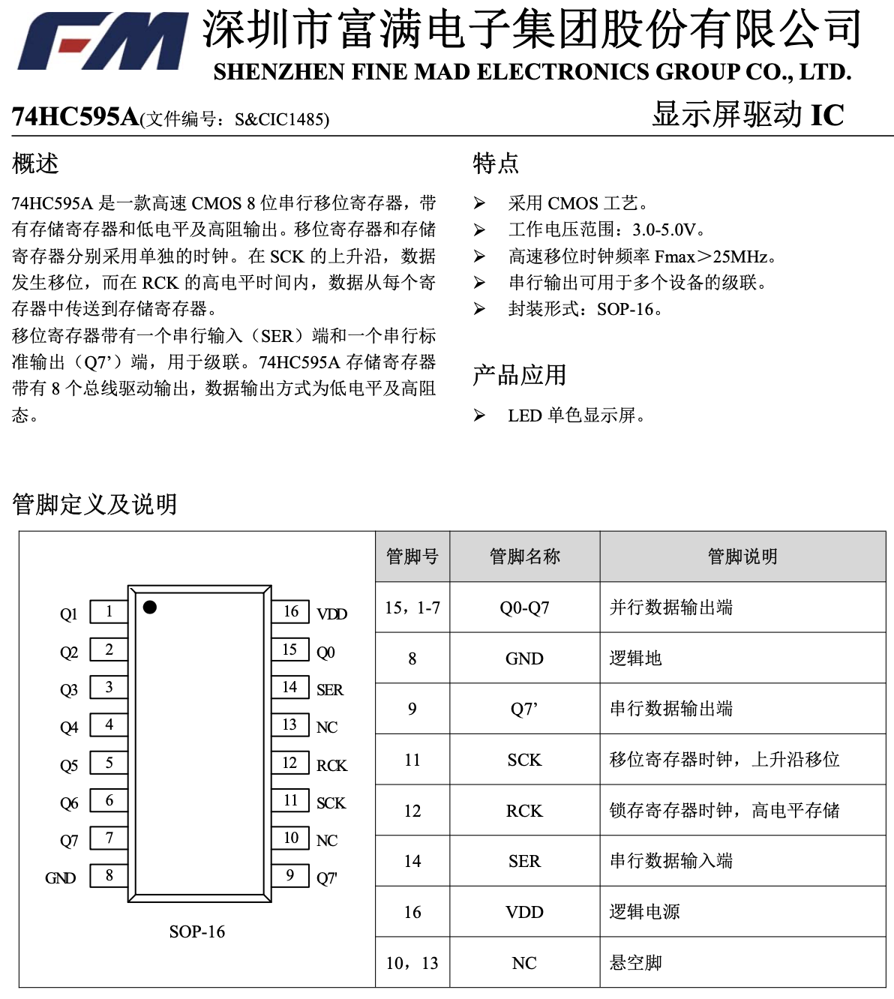 FM
深圳市富满电子集团股份有限公司
SHENZHEN FINE MAD ELECTRONICS GROUP CO., LTD.
74HC595A(文件编号：S&CIC1485)
显示屏驱动 IC
概述
74HC595A 是一款高速 CMOS 8 位串行移位寄存器，带
有存储寄存器和低电平及高阻输出。移位寄存器和存储
寄存器分别采用单独的时钟。在 SCK 的上升沿，数据
发生移位，而在 RCK 的高电平时间内，数据从每个寄
存器中传送到存储寄存器。
移位寄存器带有一个串行输入（SER）端和一个串行标
准输出（Q7’）端，用于级联。74HC595A 存储寄存器
带有 8 个总线驱动输出，数据输出方式为低电平及高阻
态。
特点
➢ 采用 CMOS 工艺。
➢ 工作电压范围：3.0-5.0V。
➢ 高速移位时钟频率 Fmax＞25MHz。
➢ 串行输出可用于多个设备的级联。
➢ 封装形式：SOP-16。
产品应用
➢ LED 单色显示屏。
管脚定义及说明
Q1 1 16 VDD
Q2 2 15 Q0
Q3 3 14 SER
Q4 4 13 NC
Q5 5 12 RCK
Q6 6 11 SCK
Q7 7 10 NC
GND 8 9 Q7'
SOP-16
管脚号 管脚名称 管脚说明
15，1-7 Q0-Q7 并行数据输出端
8 GND 逻辑地
9 Q7’ 串行数据输出端
11 SCK 移位寄存器时钟，上升沿移位
12 RCK 锁存寄存器时钟，高电平存储
14 SER 串行数据输入端
16 VDD 逻辑电源
10，13 NC 悬空脚